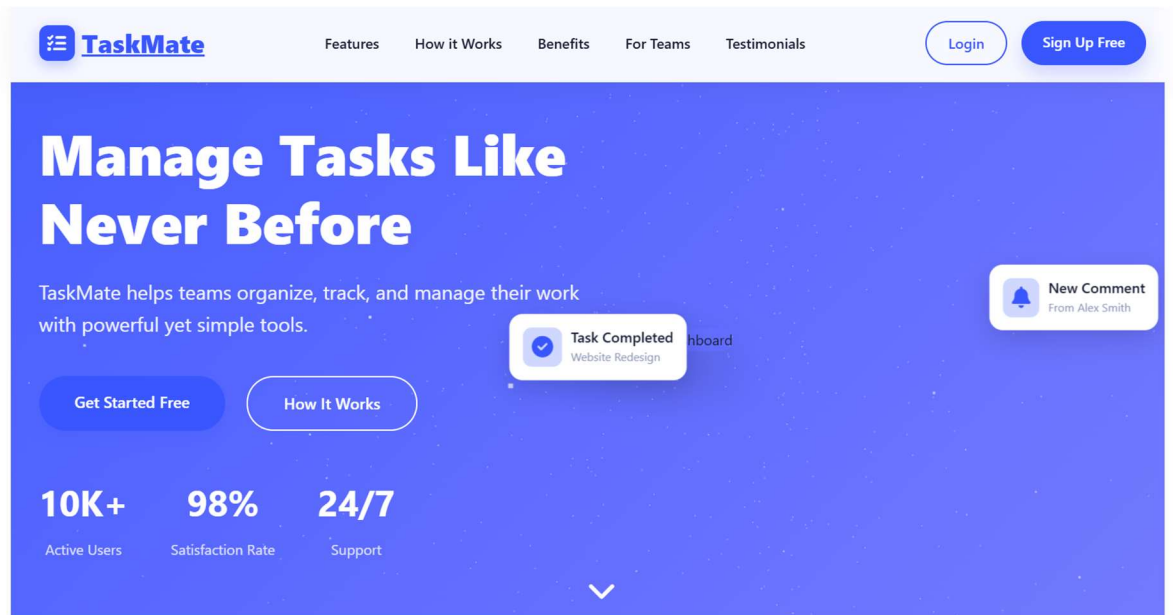 TaskMate
Features
How it Works
Benefits
For Teams
Testimonials
Login
Sign Up Free
Manage Tasks Like
Never Before
TaskMate helps teams organize, track, and manage their work
with powerful yet simple tools.
New Comment
From Alex Smith
Task Completed
Website Redesign
hboard
Get Started Free
How It Works
10K+
98%
24/7
Active Users
Satisfaction Rate
Support